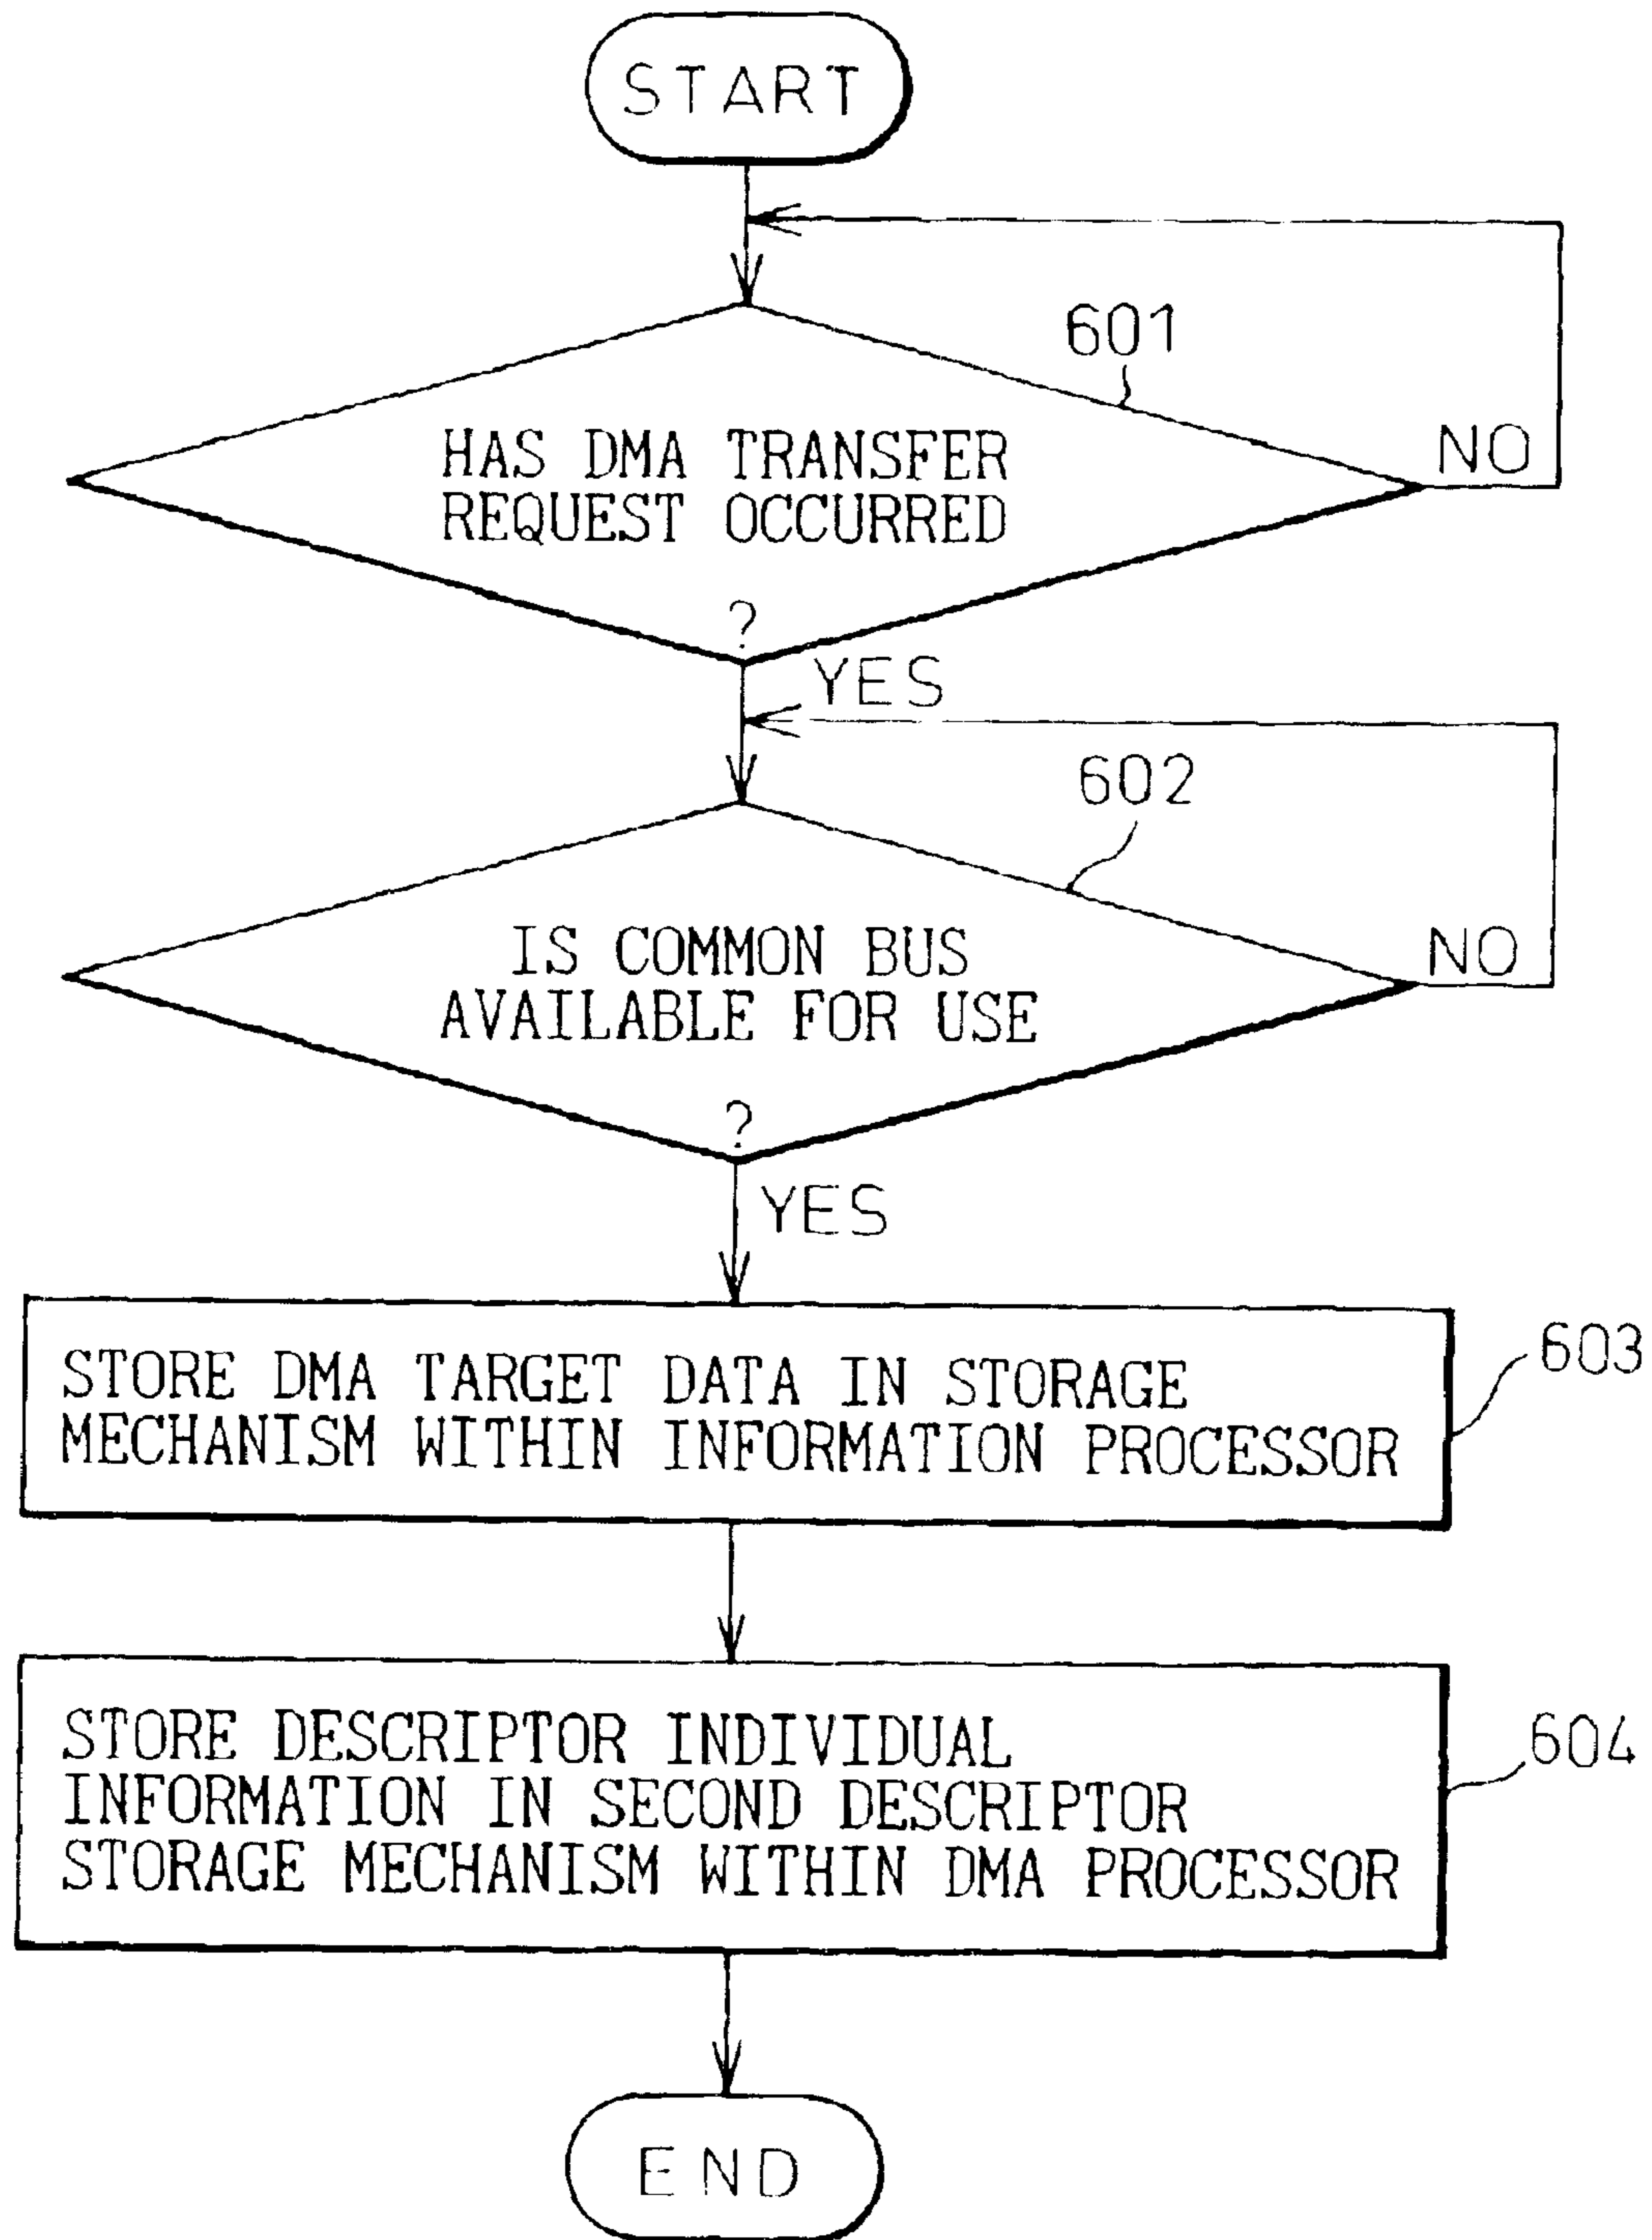 START
601
HAS DMA TRANSFER
REQUEST OCCURRED
?
NO
YES
602
IS COMMON BUS
AVAILABLE FOR USE
?
NO
YES
STORE DMA TARGET DATA IN STORAGE
MECHANISM WITHIN INFORMATION PROCESSOR
603
STORE DESCRIPTOR INDIVIDUAL
INFORMATION IN SECOND DESCRIPTOR
STORAGE MECHANISM WITHIN DMA PROCESSOR
604
END